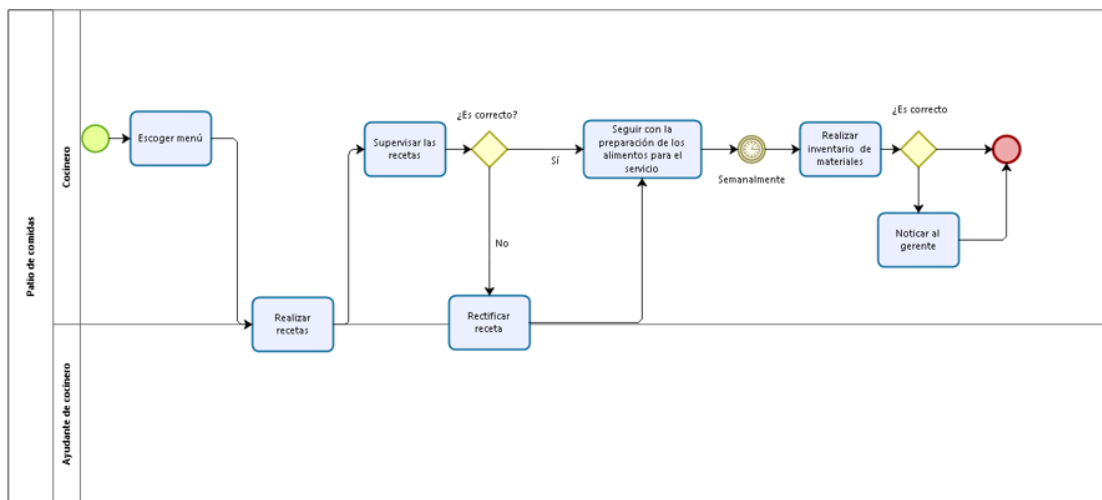 Patio de comidas
Cocinero
Escoger menú
Supervisar las
recetas
¿Es correcto?
Sí
No
Seguir con la
preparación de los
alimentos para el
servicio
Semanalmente
Realizar
inventario de
materiales
¿Es correcto
Noticar al
gerente
Realizar
recetas
Rectificar
receta
Ayudante de cocinero